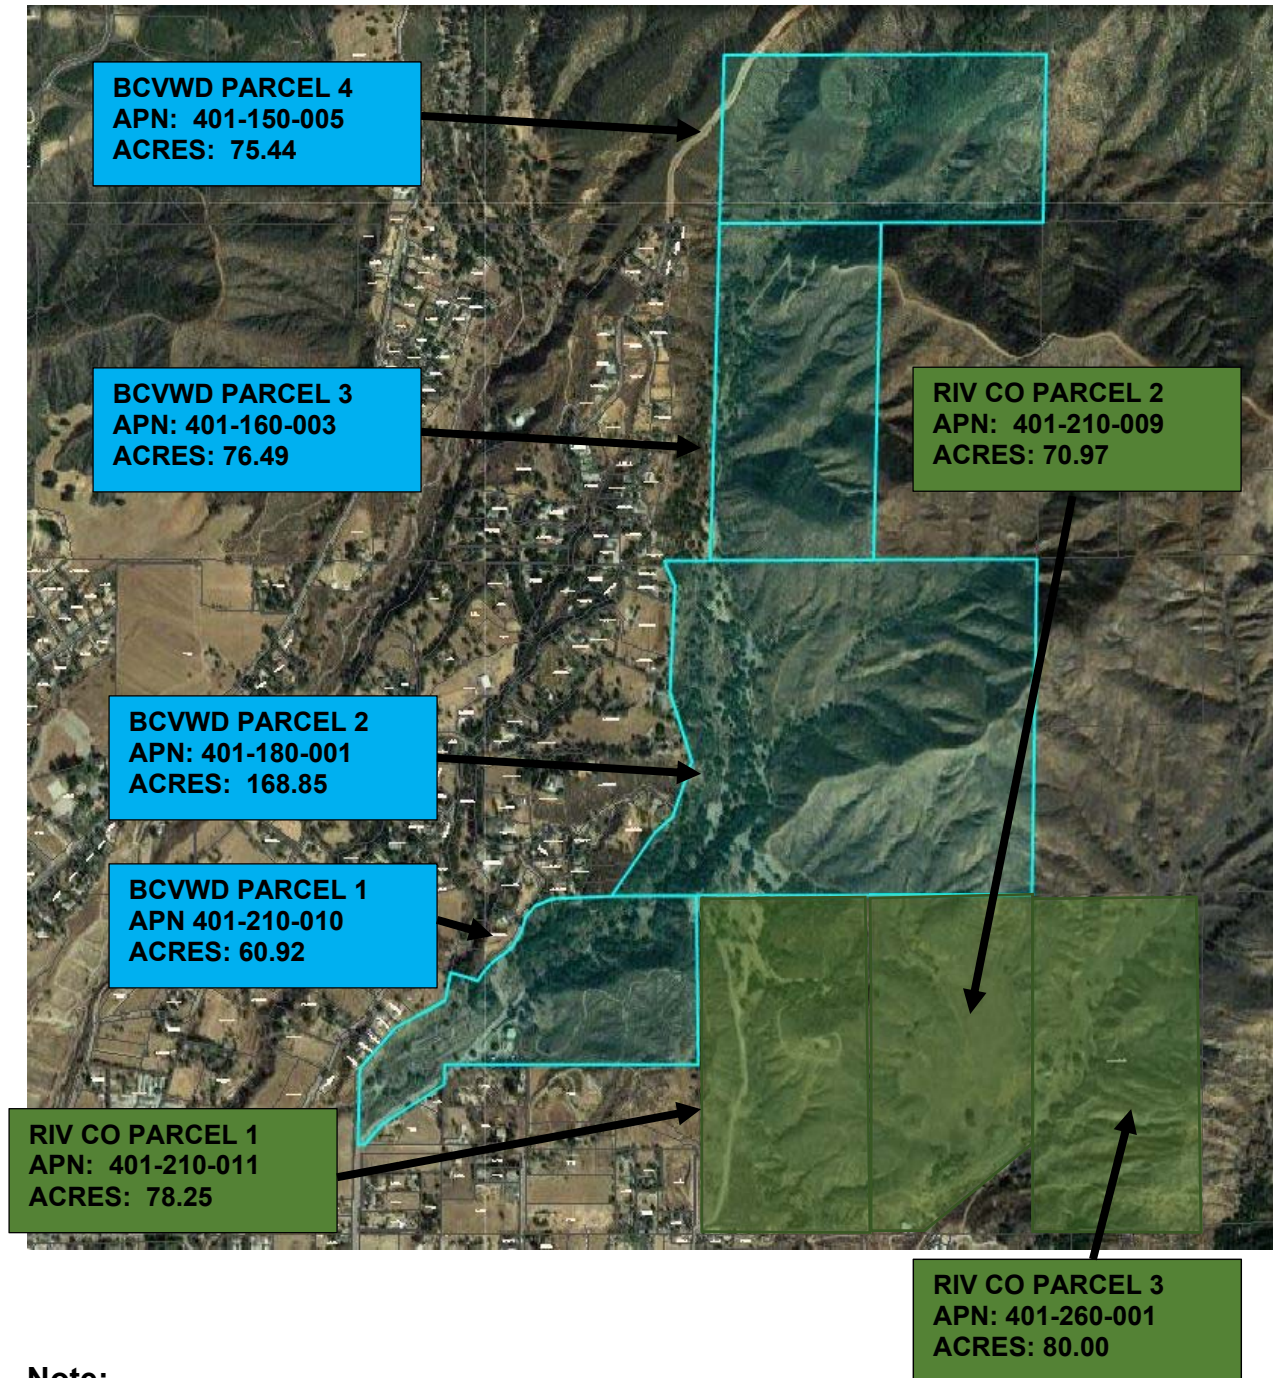 BCVWD PARCEL 4
APN: 401-150-005
ACRES: 75.44
BCVWD PARCEL 3
APN: 401-160-003
ACRES: 76.49
RIV CO PARCEL 2
APN: 401-210-009
ACRES: 70.97
BCVWD PARCEL 2
APN: 401-180-001
ACRES: 168.85
BCVWD PARCEL 1
APN 401-210-010
ACRES: 60.92
RIV CO PARCEL 1
APN: 401-210-011
ACRES: 78.25
RIV CO PARCEL 3
APN: 401-260-001
ACRES: 80.00
Note: